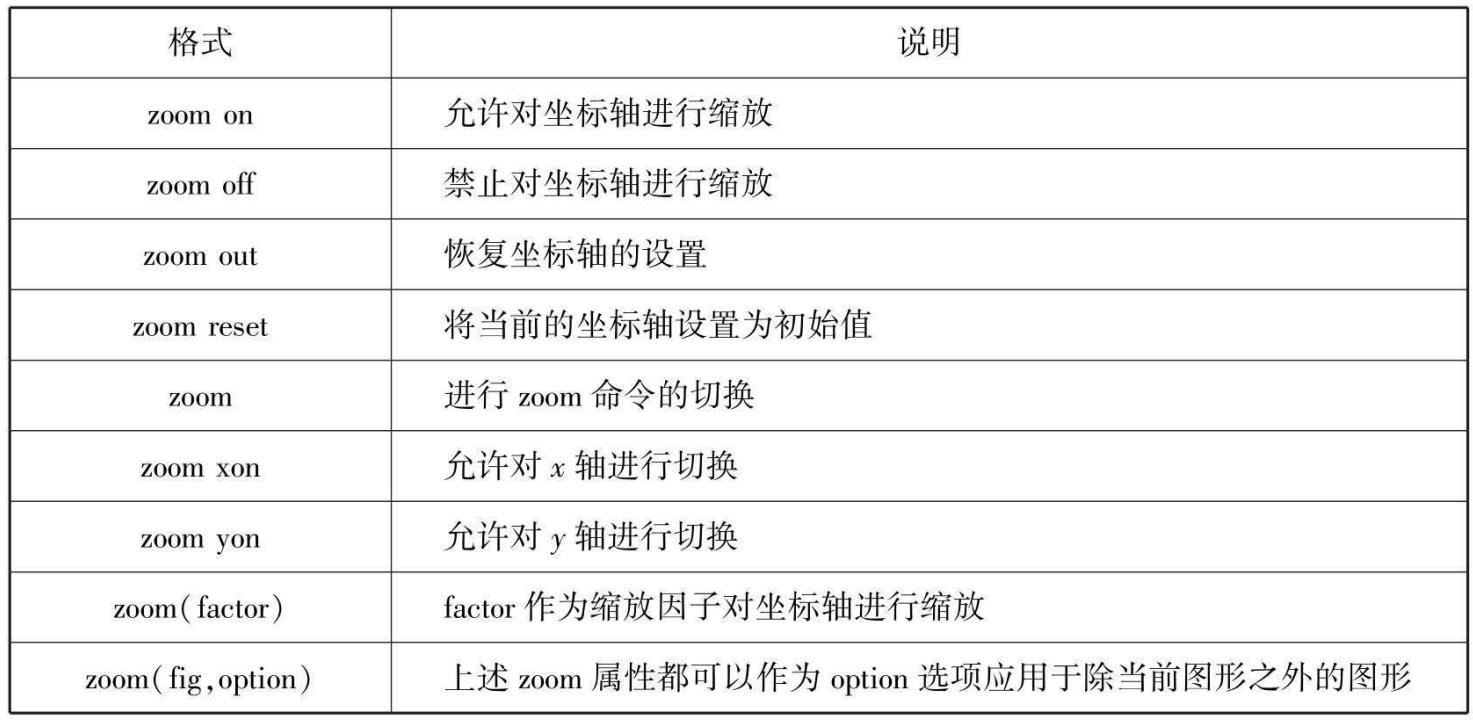 格式 说明
zoom on 允许对坐标轴进行缩放
zoom off 禁止对坐标轴进行缩放
zoom out 恢复坐标轴的设置
zoom reset 将当前的坐标轴设置为初始值
zoom 进行 zoom 命令的切换
zoom xon 允许对 x 轴进行切换
zoom yon 允许对 y 轴进行切换
zoom(factor) factor 作为缩放因子对坐标轴进行缩放
zoom(fig,option) 上述 zoom 属性都可以作为 option 选项应用于除当前图形之外的图形